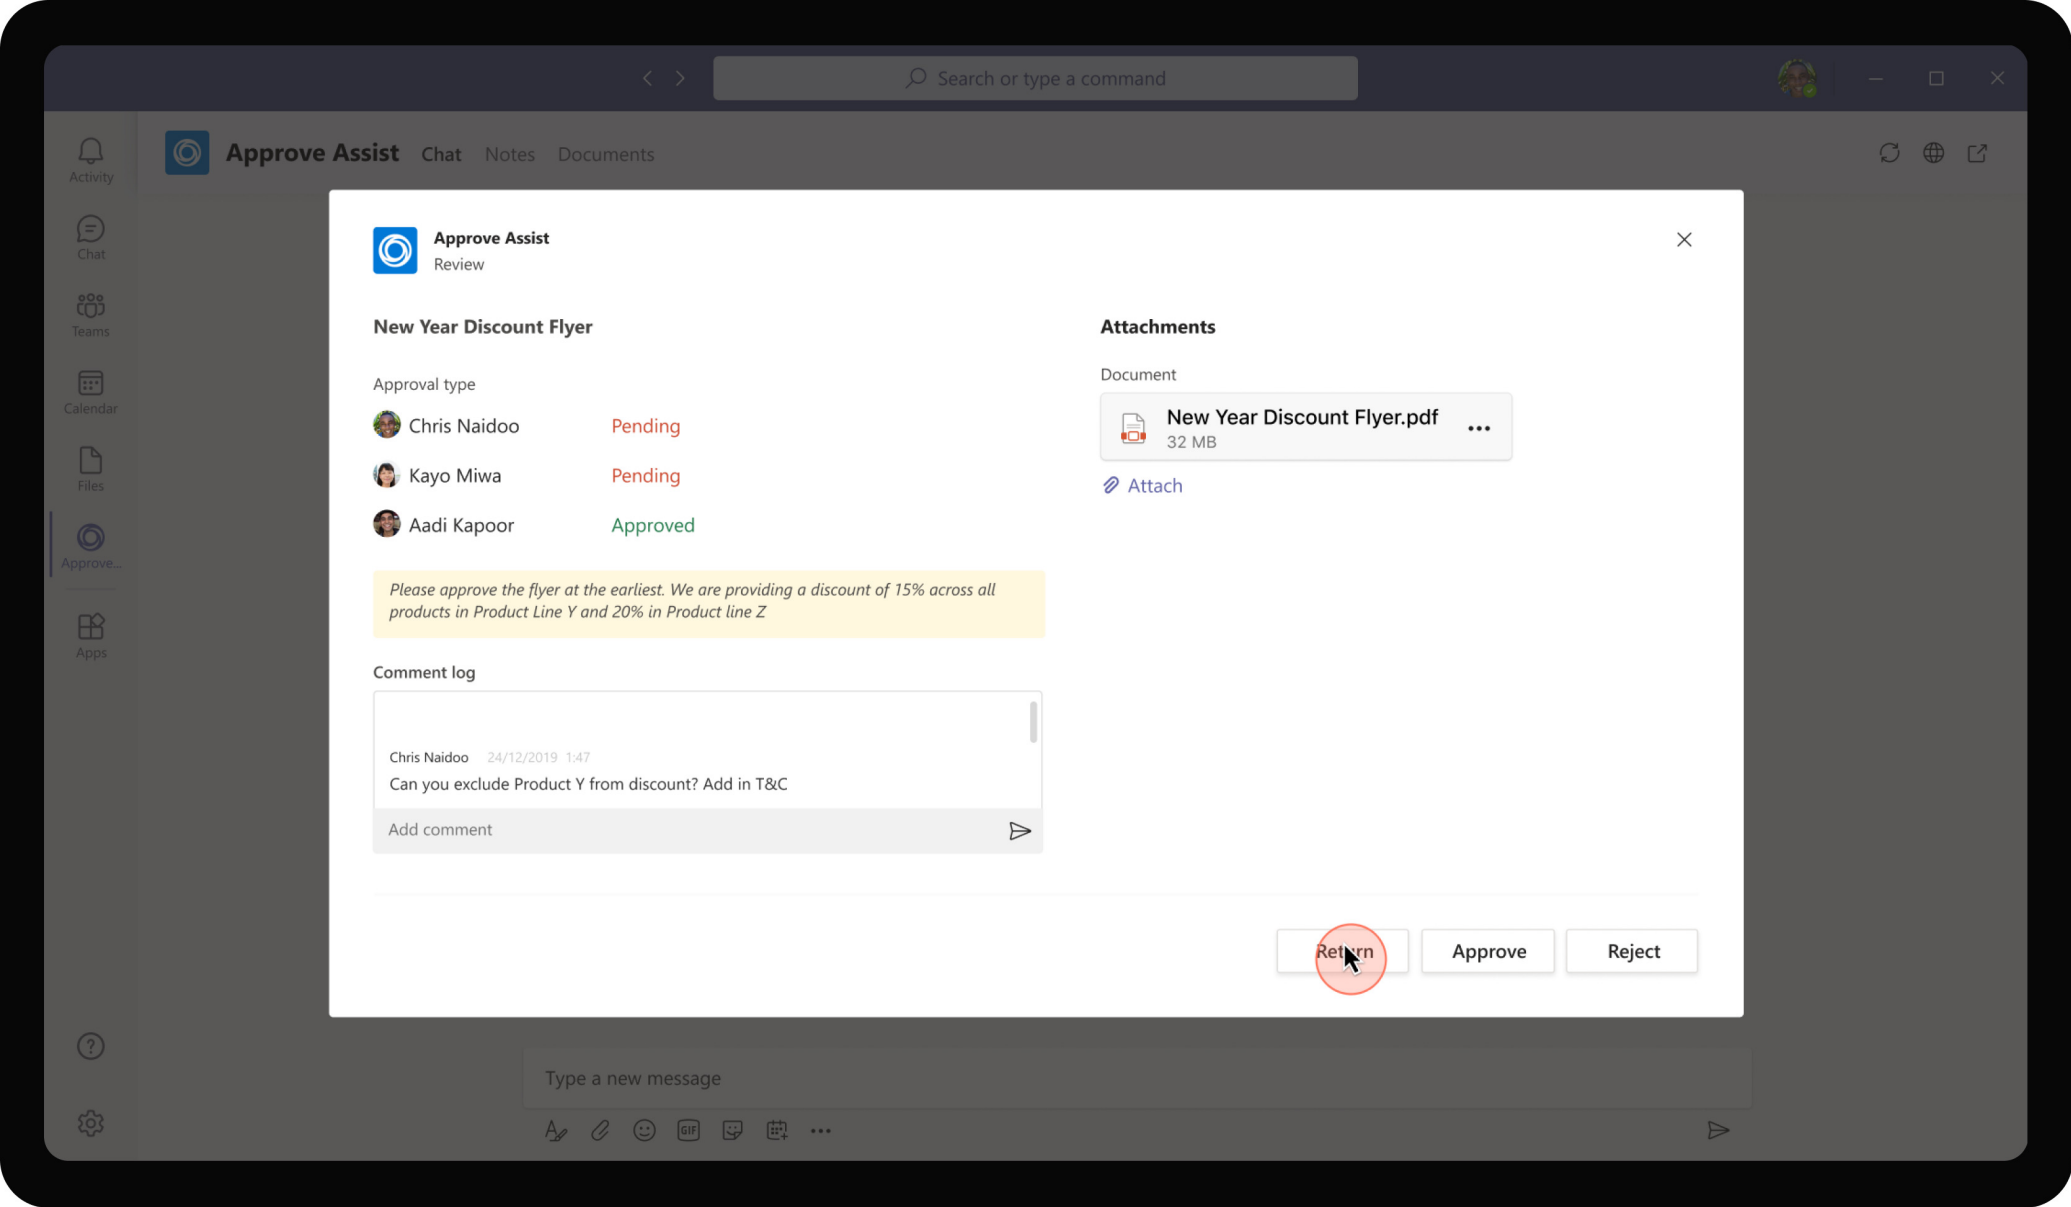 Search or type a command
Activity
Chat
Teams
Calendar
Files
Approve...
Apps
Approve Assist Chat Notes Documents
Approve Assist
Review
New Year Discount Flyer
Approval type
Chris Naidoo Pending
Kayo Miwa Pending
Aadi Kapoor Approved
Please approve the flyer at the earliest. We are providing a discount of 15% across all
products in Product Line Y and 20% in Product line Z
Comment log
Chris Naidoo 24/12/2019 1:47
Can you exclude Product Y from discount? Add in T&C
Add comment
Attachments
Document
New Year Discount Flyer.pdf
32 MB
Attach
Return Approve Reject
Type a new message
GIF